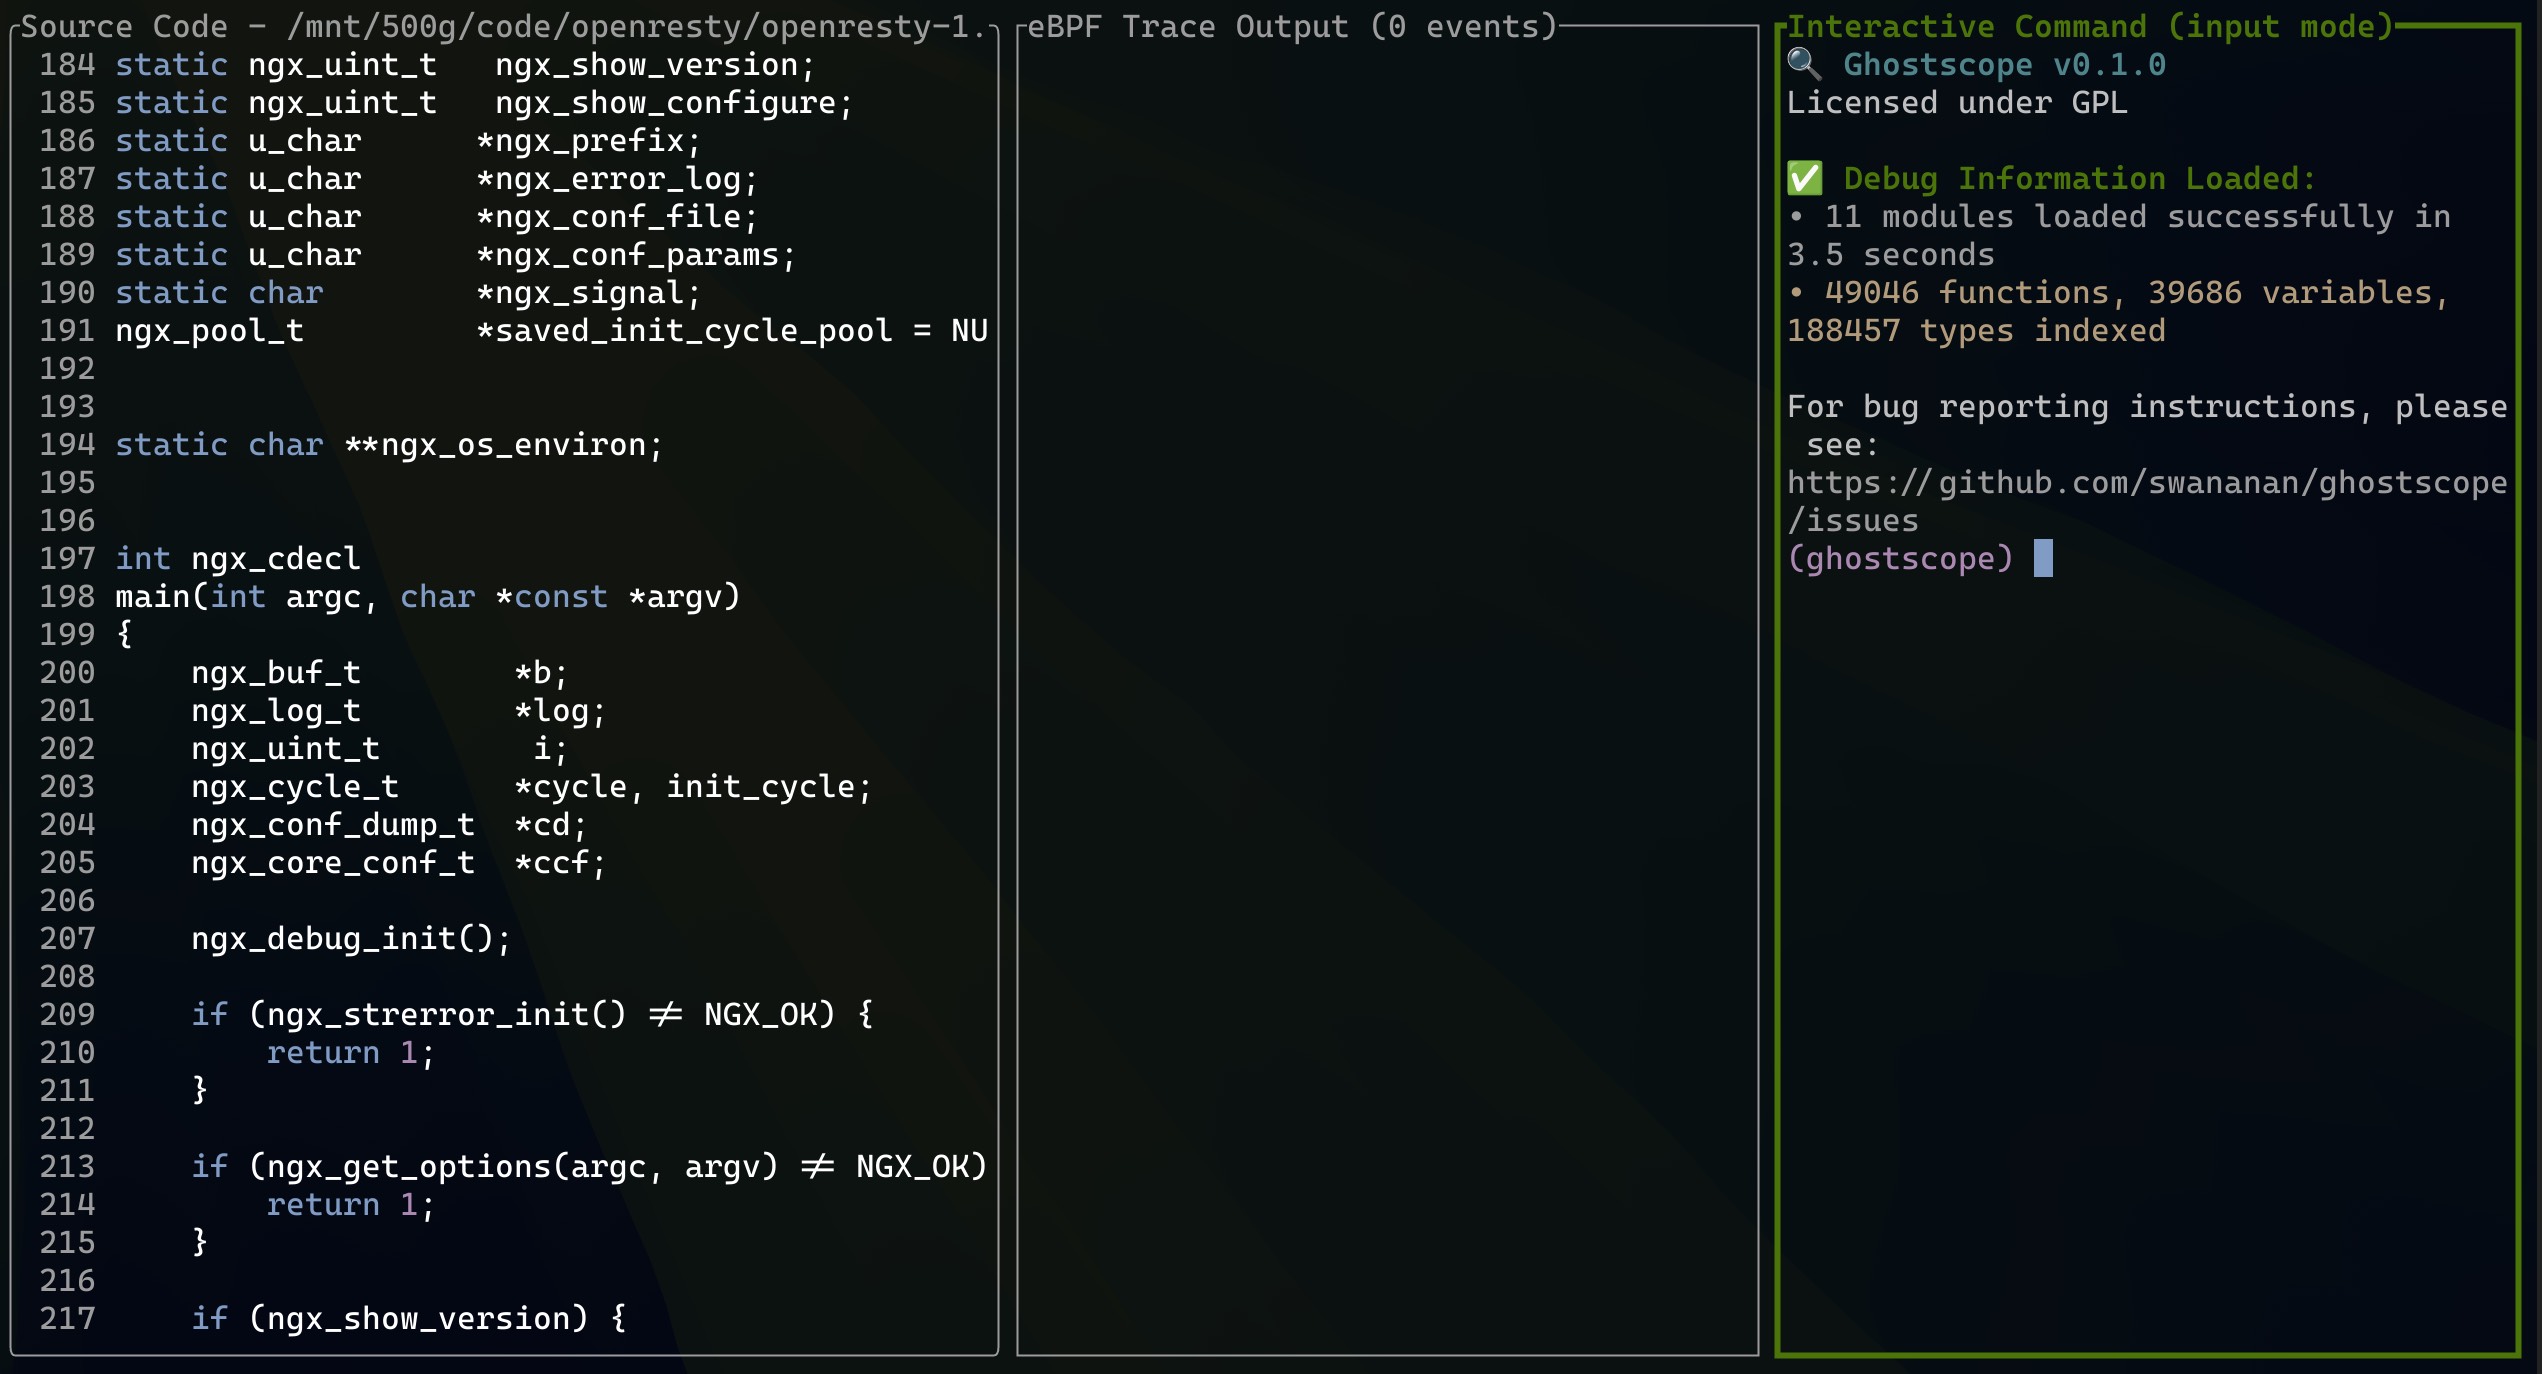 Source Code - /mnt/500g/code/openresty/openresty-1.
184 static ngx_uint_t   ngx_show_version;
185 static ngx_uint_t   ngx_show_configure;
186 static u_char      *ngx_prefix;
187 static u_char      *ngx_error_log;
188 static u_char      *ngx_conf_file;
189 static u_char      *ngx_conf_params;
190 static char        *ngx_signal;
191 ngx_pool_t         *saved_init_cycle_pool = NU
192
193
194 static char **ngx_os_environ;
195
196
197 int ngx_cdecl
198 main(int argc, char *const *argv)
199 {
200     ngx_buf_t        *b;
201     ngx_log_t        *log;
202     ngx_uint_t        i;
203     ngx_cycle_t      *cycle, init_cycle;
204     ngx_conf_dump_t  *cd;
205     ngx_core_conf_t  *ccf;
206
207     ngx_debug_init();
208
209     if (ngx_strerror_init() != NGX_OK) {
210         return 1;
211     }
212
213     if (ngx_get_options(argc, argv) != NGX_OK)
214         return 1;
215     }
216
217     if (ngx_show_version) {
eBPF Trace Output (0 events)
Interactive Command (input mode)
🔍 Ghostscope v0.1.0
Licensed under GPL
✅ Debug Information Loaded:
• 11 modules loaded successfully in
3.5 seconds
• 49046 functions, 39686 variables,
188457 types indexed
For bug reporting instructions, please
see:
https://github.com/swananan/ghostscope
/issues
(ghostscope)